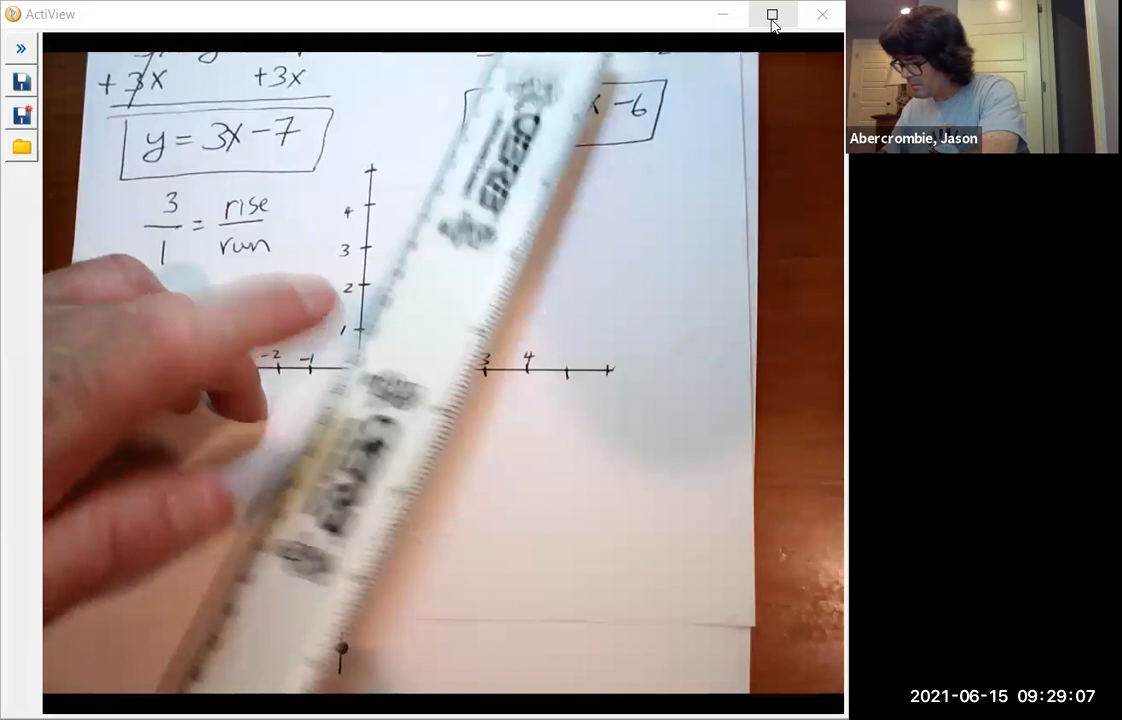 ActiView
+3x +3x
y = 3x - 7
x - 6
3/1 = rise/run
4
3
2
1
-2 -1 3 4
Abercrombie, Jason
2021-06-15 09:29:07